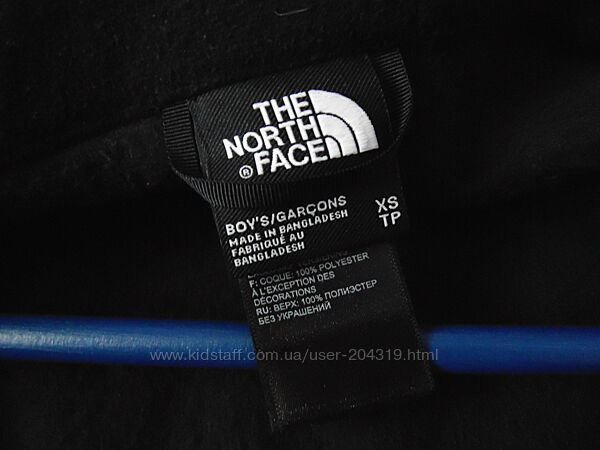 THE
NORTH
FACE
®
BOY'S/GARÇONS
MADE IN BANGLADESH
FABRIQUÉ AU
BANGLADESH
XS
TP
F: COQUE: 100% POLYESTER
À L'EXCEPTION DES
DÉCORATIONS
RU: ВЕРХ: 100% ПОЛИЭСТЕР
БЕЗ УКРАШЕНИЙ
www.kidstaff.com.ua/user-204319.html